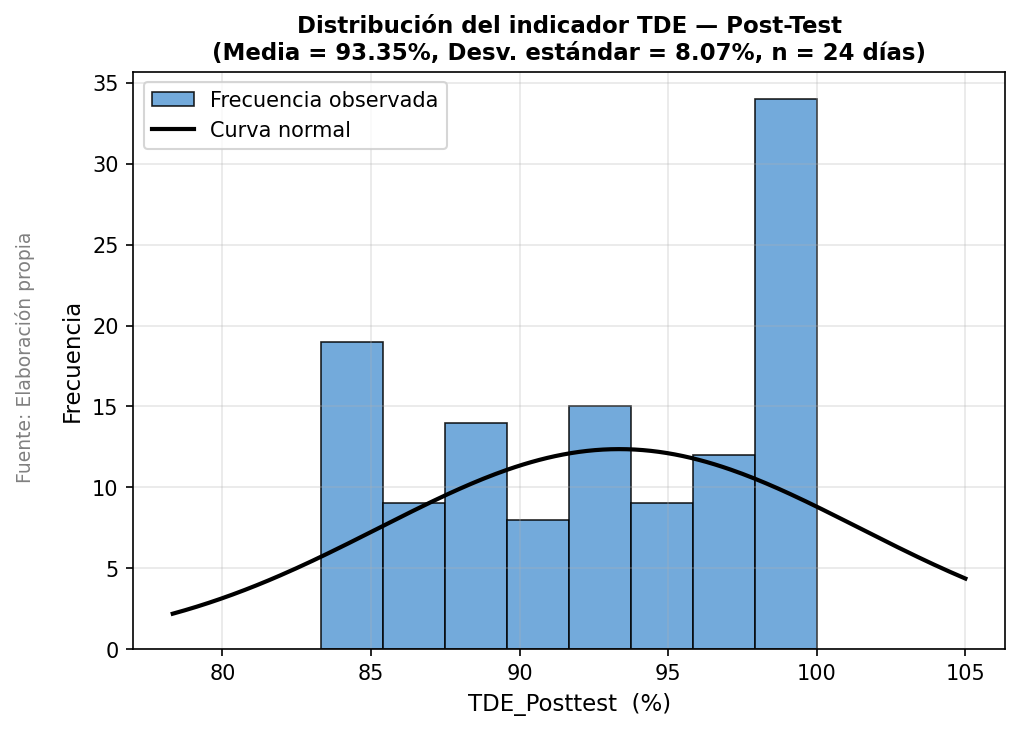 Distribución del indicador TDE — Post-Test
(Media = 93.35%, Desv. estándar = 8.07%, n = 24 días)
Frecuencia observada
Curva normal
35
30
25
20
15
10
5
0
Frecuencia
Fuente: Elaboración propia
80
85
90
95
100
105
TDE_Posttest (%)